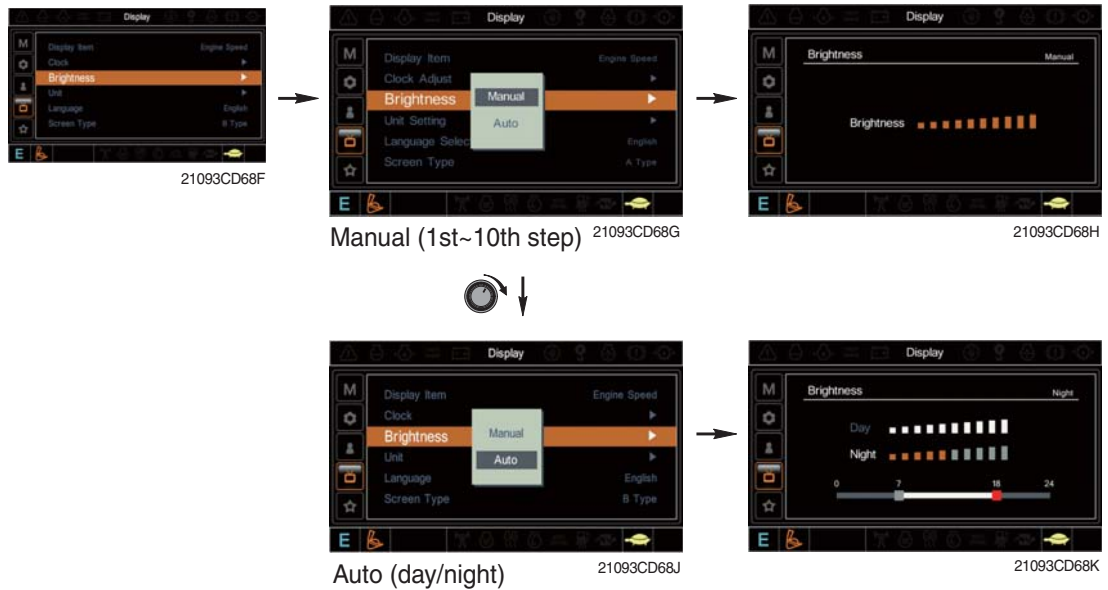 Display
M
Display Item Engine Speed
Clock
Brightness
Unit
Language English
Screen Type B Type
E
21093CD68F
Display
M
Display Item Engine Speed
Clock Adjust
Brightness
Unit Setting
Language Selec English
Screen Type A Type
Manual
Auto
E
Manual (1st~10th step) 21093CD68G
Display
M
Brightness Manual
Brightness
E
21093CD68H
Display
M
Display Item Engine Speed
Clock
Brightness
Unit
Language English
Screen Type B Type
Manual
Auto
E
Auto (day/night) 21093CD68J
Display
M
Brightness Night
Day
Night
0 7 18 24
E
21093CD68K